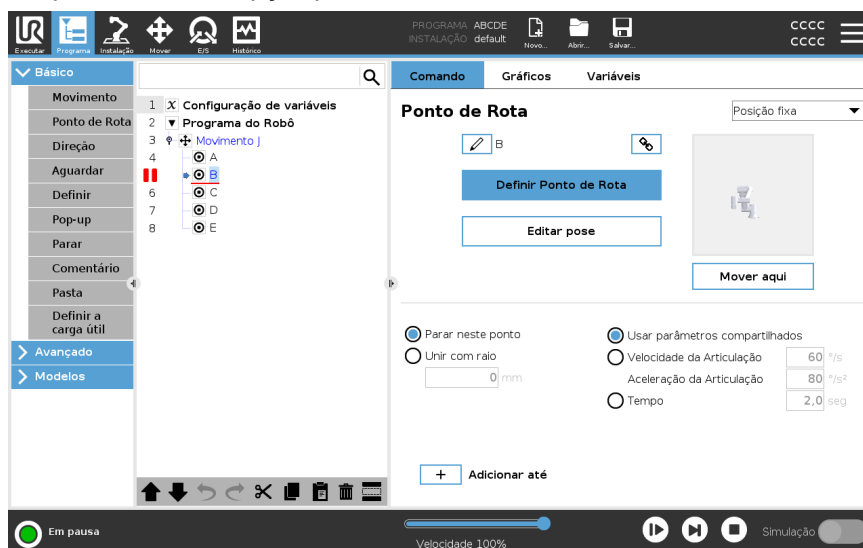 UR
PROGRAMA ABCDE
INSTALAÇÃO default
CCCC
CCCC
Executar Programa Instalação Mover E/S Histórico
Novo... Abrir... Salvar...
Básico
Movimento
Ponto de Rota
Direção
Aguardar
Definir
Pop-up
Parar
Comentário
Pasta
Definir a
carga útil
Avançado
Modelos
1 X Configuração de variáveis
2 Programa do Robô
3 Movimento J
4 A
B
6 C
7 D
8 E
Comando Gráficos Variáveis
Ponto de Rota
Posição fixa
B
Definir Ponto de Rota
Editar pose
Mover aqui
Parar neste ponto
Unir com raio
0 mm
Usar parâmetros compartilhados
Velocidade da Articulação 60 °/s
Aceleração da Articulação 80 °/s²
Tempo 2,0 seg
+ Adicionar até
Em pausa
Velocidade 100%
Simulação